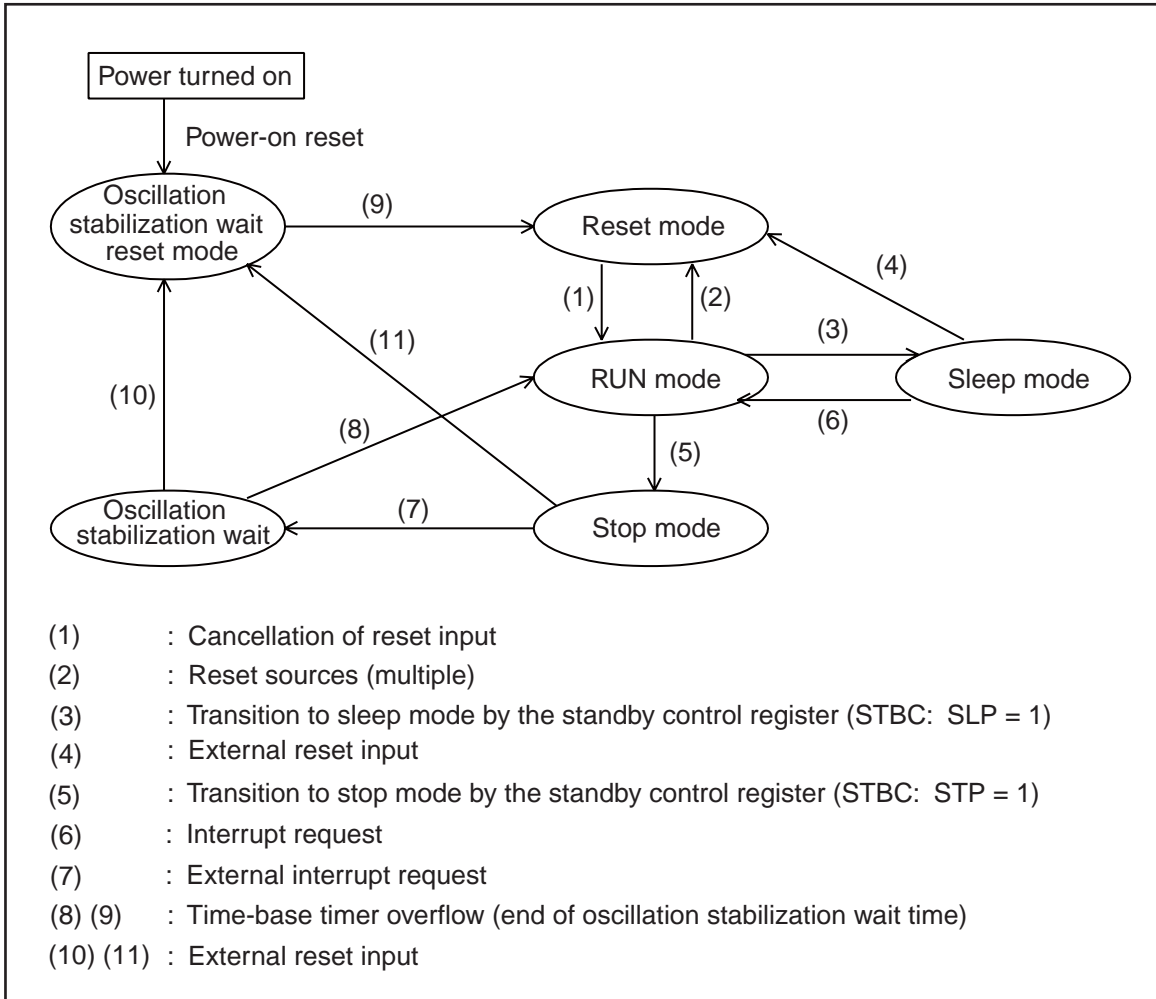 Power turned on
Power-on reset
Oscillation
stabilization wait
reset mode
(9)
Reset mode
(4)
(1)
(2)
(3)
(11)
RUN mode
Sleep mode
(10)
(8)
(6)
(5)
Oscillation
stabilization wait
(7)
Stop mode
(1) : Cancellation of reset input
(2) : Reset sources (multiple)
(3) : Transition to sleep mode by the standby control register (STBC: SLP = 1)
(4) : External reset input
(5) : Transition to stop mode by the standby control register (STBC: STP = 1)
(6) : Interrupt request
(7) : External interrupt request
(8) (9) : Time-base timer overflow (end of oscillation stabilization wait time)
(10) (11) : External reset input